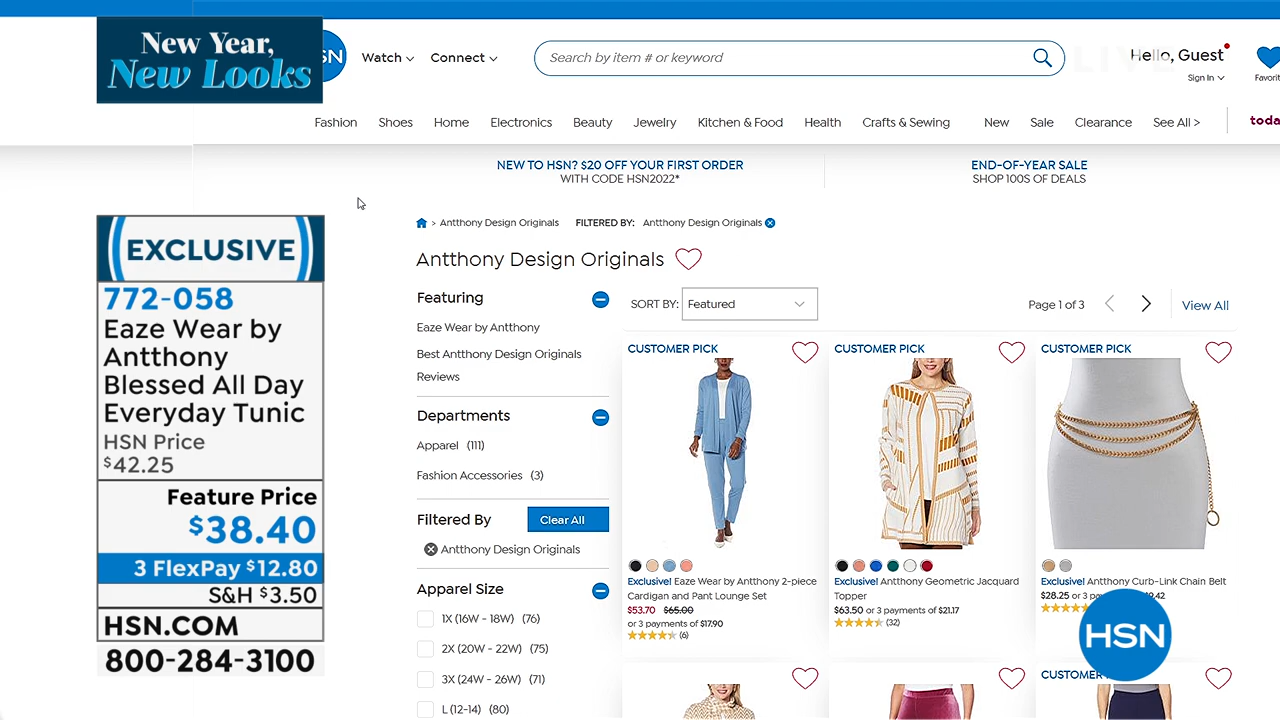 New Year,
New Looks
SN
Watch
Connect
Search by item # or keyword
LIVE
Hello, Guest
Sign In
Favori
Fashion
Shoes
Home
Electronics
Beauty
Jewelry
Kitchen & Food
Health
Crafts & Sewing
New
Sale
Clearance
See All >
toda
NEW TO HSN? $20 OFF YOUR FIRST ORDER
WITH CODE HSN2022*
END-OF-YEAR SALE
SHOP 100S OF DEALS
EXCLUSIVE
772-058
Eaze Wear by
Antthony
Blessed All Day
Everyday Tunic
HSN Price
$42.25
Feature Price
$38.40
3 FlexPay $12.80
S&H $3.50
HSN.COM
800-284-3100
> Antthony Design Originals FILTERED BY: Antthony Design Originals
Antthony Design Originals
Featuring
Eaze Wear by Antthony
Best Antthony Design Originals
Reviews
Departments
Apparel (111)
Fashion Accessories (3)
Filtered By
Clear All
Antthony Design Originals
Apparel Size
1X (16W - 18W) (76)
2X (20W - 22W) (75)
3X (24W - 26W) (71)
L (12-14) (80)
SORT BY: Featured
Page 1 of 3
View All
CUSTOMER PICK
Exclusive! Eaze Wear by Antthony 2-piece
Cardigan and Pant Lounge Set
$53.70 $65.00
or 3 payments of $17.90
(6)
CUSTOMER PICK
Exclusive! Antthony Geometric Jacquard
Topper
$63.50 or 3 payments of $21.17
(32)
CUSTOMER PICK
Exclusive! Antthony Curb-Link Chain Belt
$28.25 or 3 pa 9.42
HSN
CUSTOMER